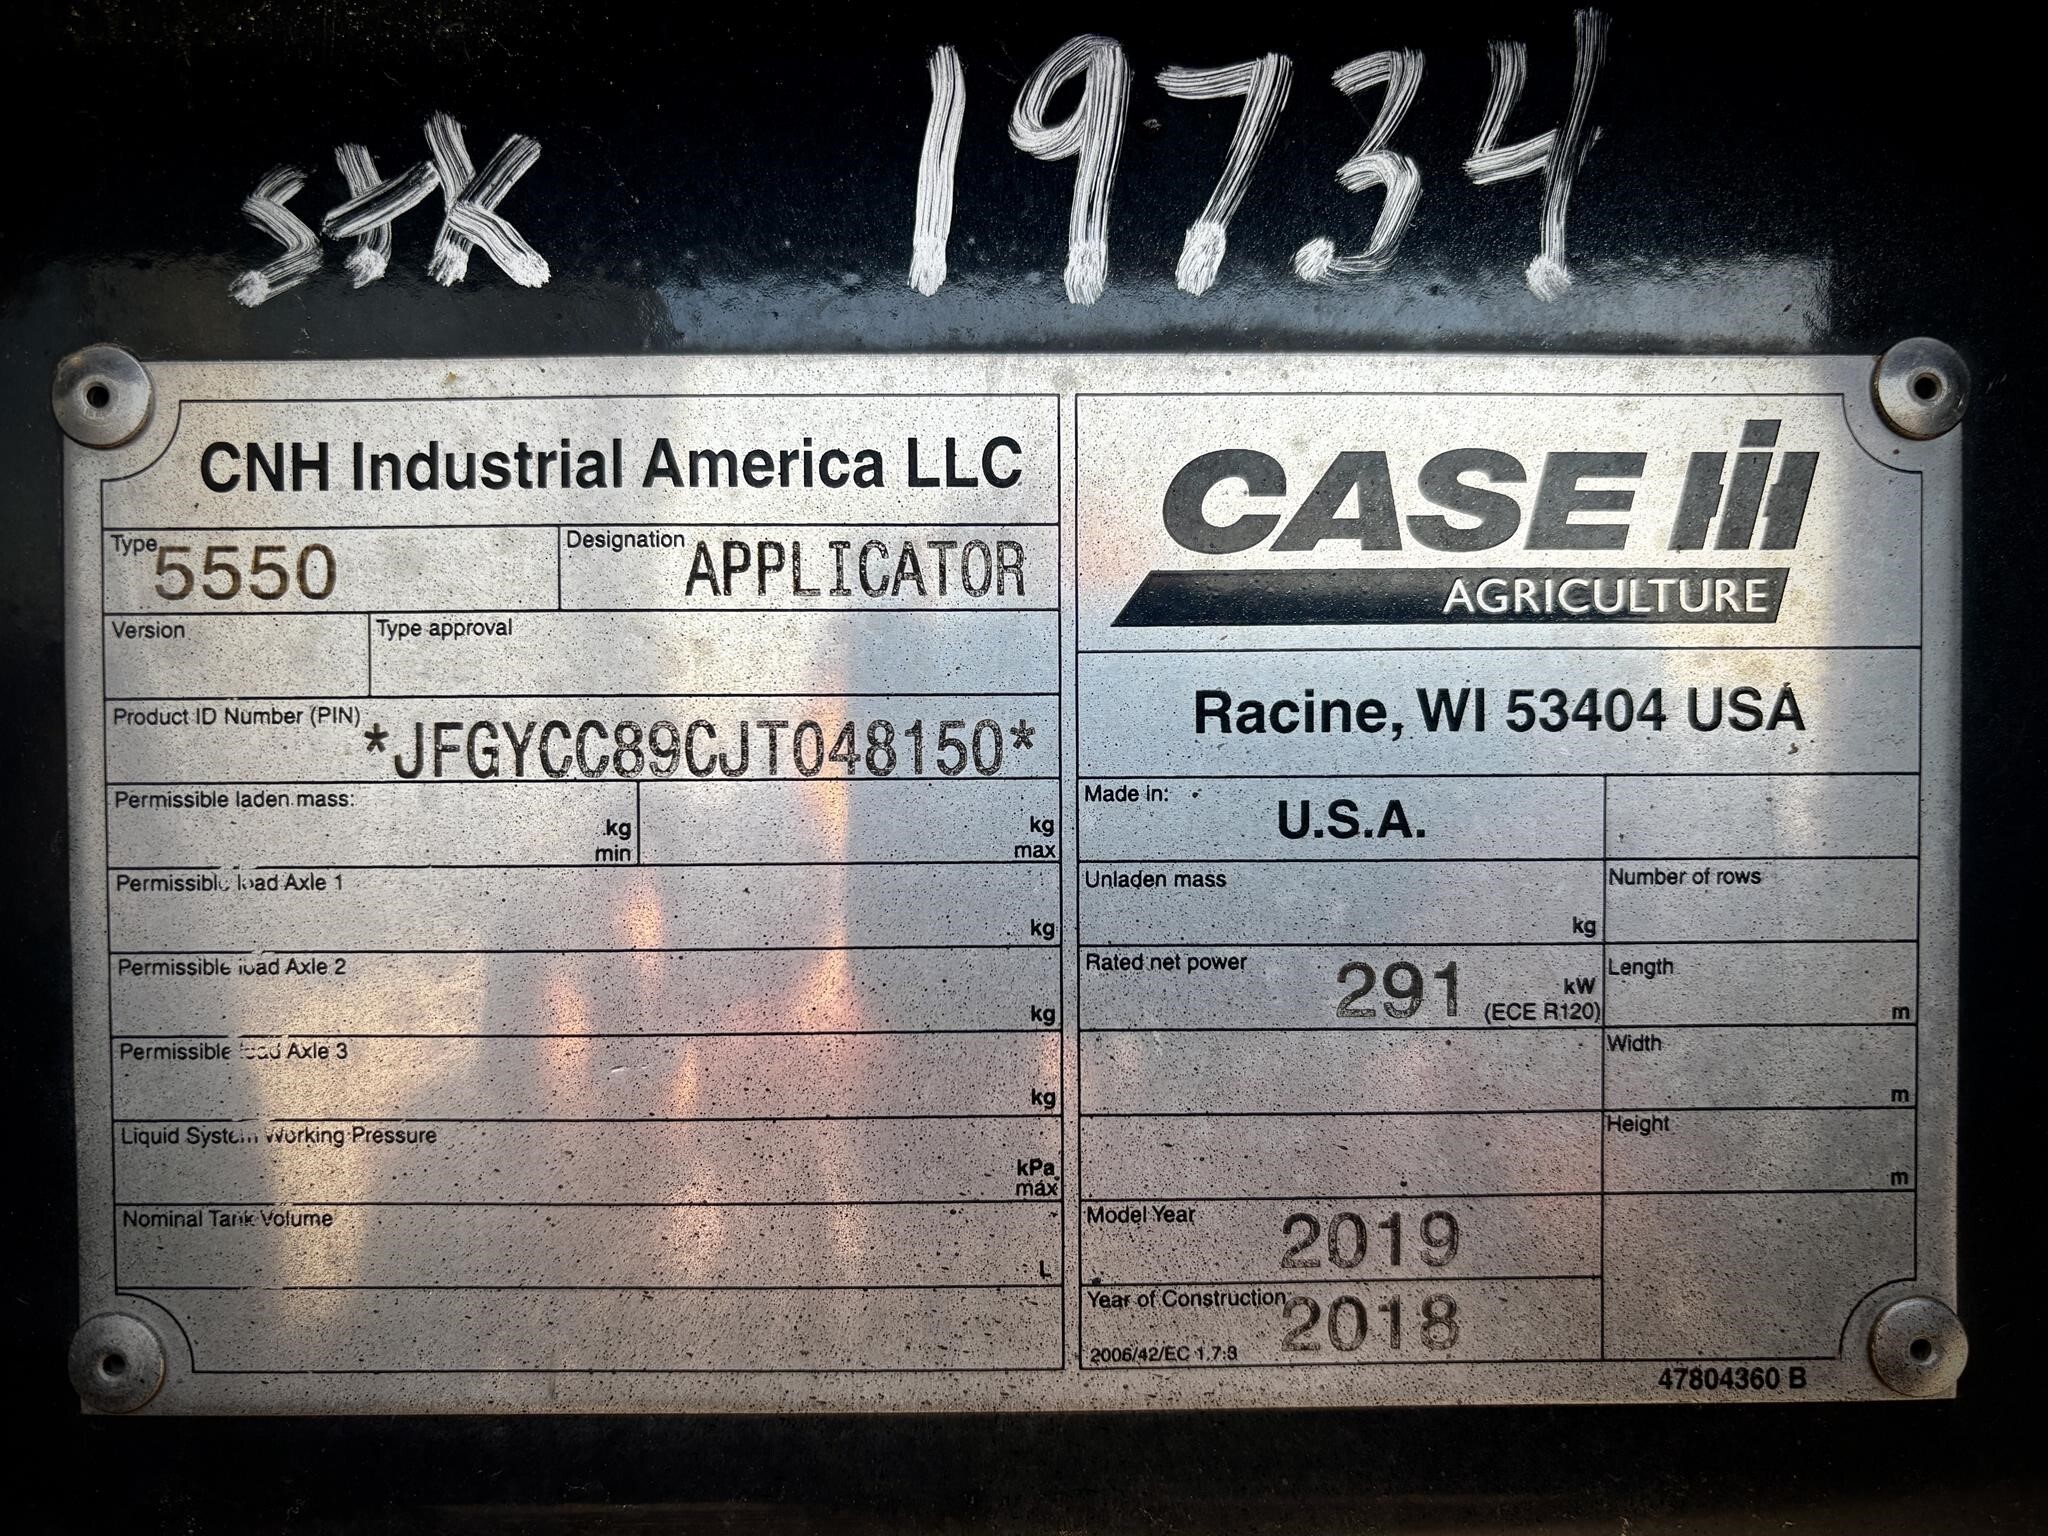 STK 19734
CNH Industrial America LLC
Type 5550
Designation APPLICATOR
Version
Type approval
Product ID Number (PIN) *JFGYCC89CJT048150*
Permissible laden mass:
kg
min
kg
max
Permissible load Axle 1
kg
Permissible load Axle 2
kg
Permissible load Axle 3
kg
Liquid System Working Pressure
kPa
max
Nominal Tank Volume
L
CASE IH
AGRICULTURE
Racine, WI 53404 USA
Made in: U.S.A.
Unladen mass
kg
Number of rows
Rated net power 291 kW
(ECE R120)
Length
m
Width
m
Height
m
Model Year 2019
Year of Construction 2018
2006/42/EC 1.7.3
47804360 B